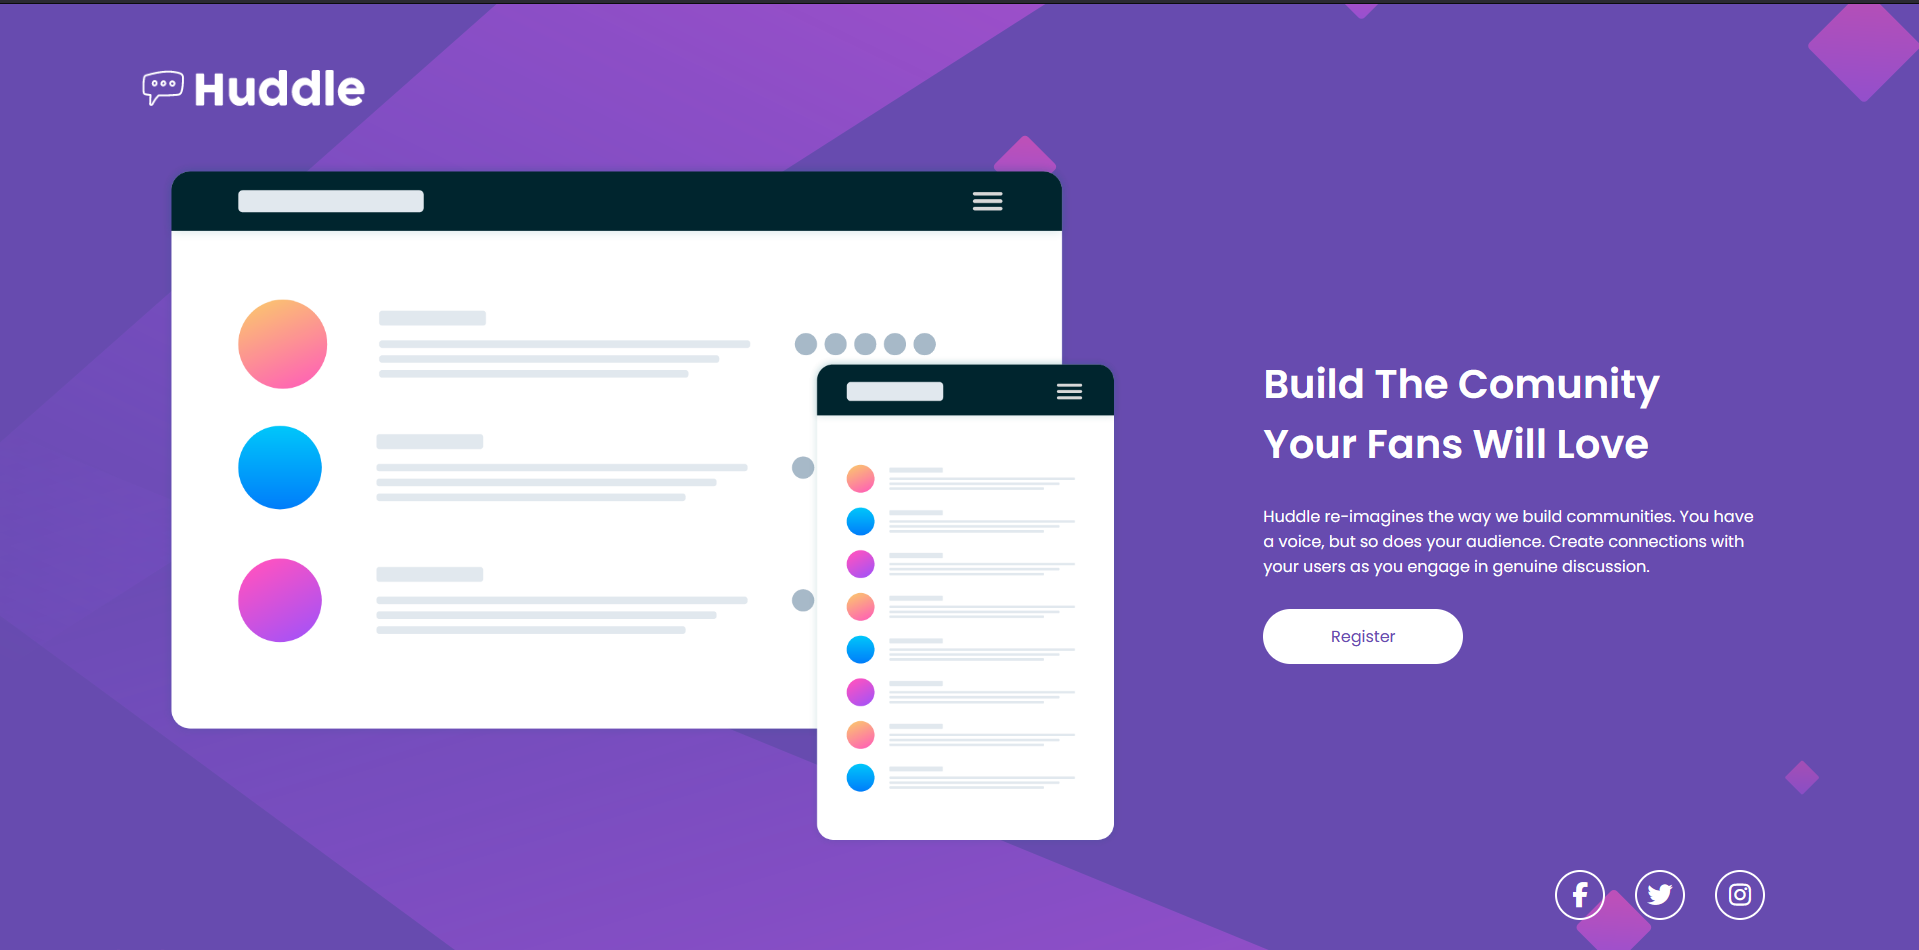 Huddle
Build The Comunity
Your Fans Will Love
Huddle re-imagines the way we build communities. You have
a voice, but so does your audience. Create connections with
your users as you engage in genuine discussion.
Register